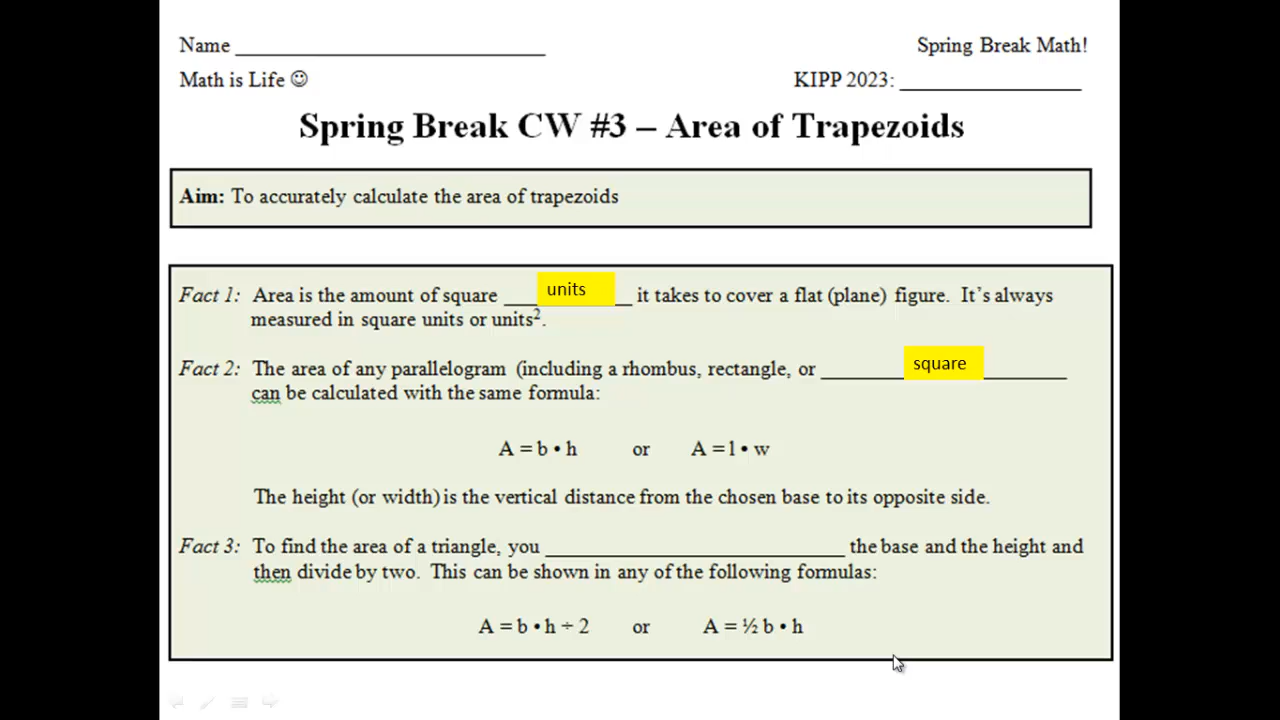 Name ____________________________ Spring Break Math!
Math is Life ☺ KIPP 2023: _________________
Spring Break CW #3 – Area of Trapezoids
Aim: To accurately calculate the area of trapezoids
Fact 1: Area is the amount of square ___units__ it takes to cover a flat (plane) figure. It’s always
measured in square units or units².
Fact 2: The area of any parallelogram (including a rhombus, rectangle, or ________square________
can be calculated with the same formula:
A = b • h or A = l • w
The height (or width) is the vertical distance from the chosen base to its opposite side.
Fact 3: To find the area of a triangle, you ___________________________ the base and the height and
then divide by two. This can be shown in any of the following formulas:
A = b • h ÷ 2 or A = ½ b • h